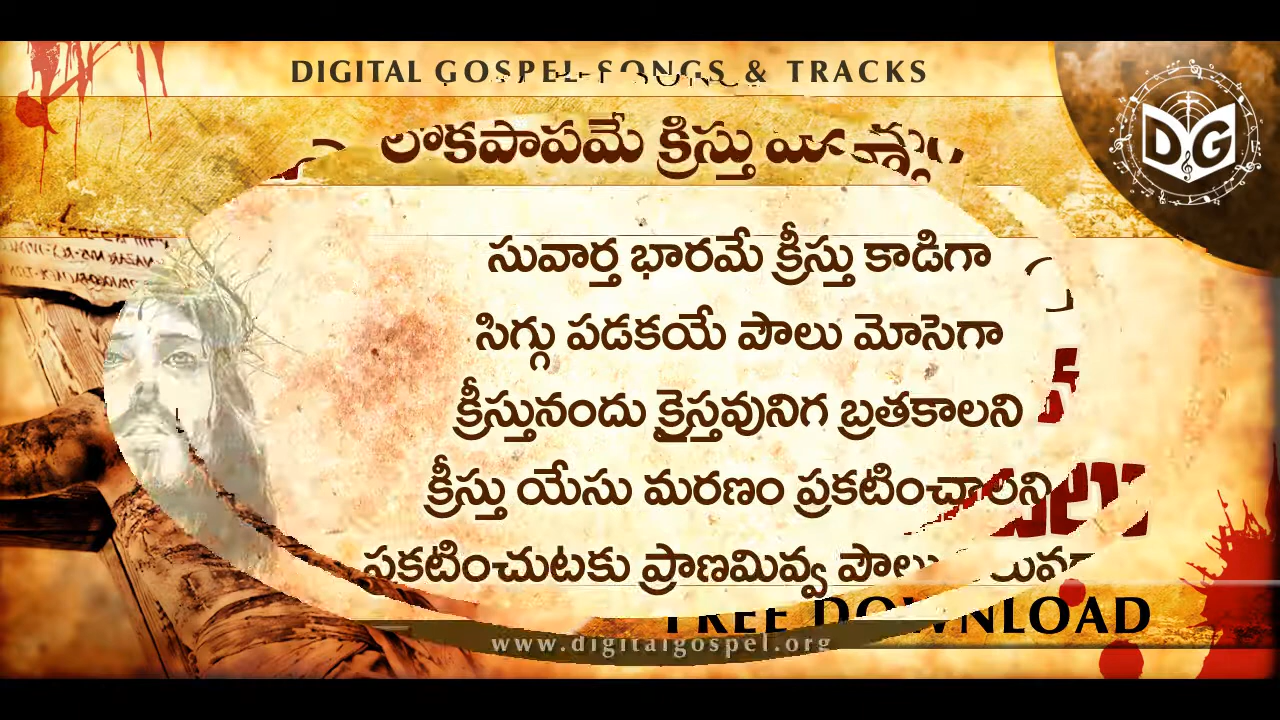 DIGITAL GOSPEL SONGS & TRACKS
DG
లోకపాపమే క్రీస్తు
సువార్త భారమే క్రీస్తు కాడిగా
సిగ్గు పడకయే పౌలు మోసెగా
క్రీస్తునందు క్రైస్తవునిగ బ్రతకాలని
క్రీస్తు యేసు మరణం ప్రకటించాలని
ప్రకటించుటకు ప్రాణమివ్వ పౌలు
FREE DOWNLOAD
www.digitalgospel.org